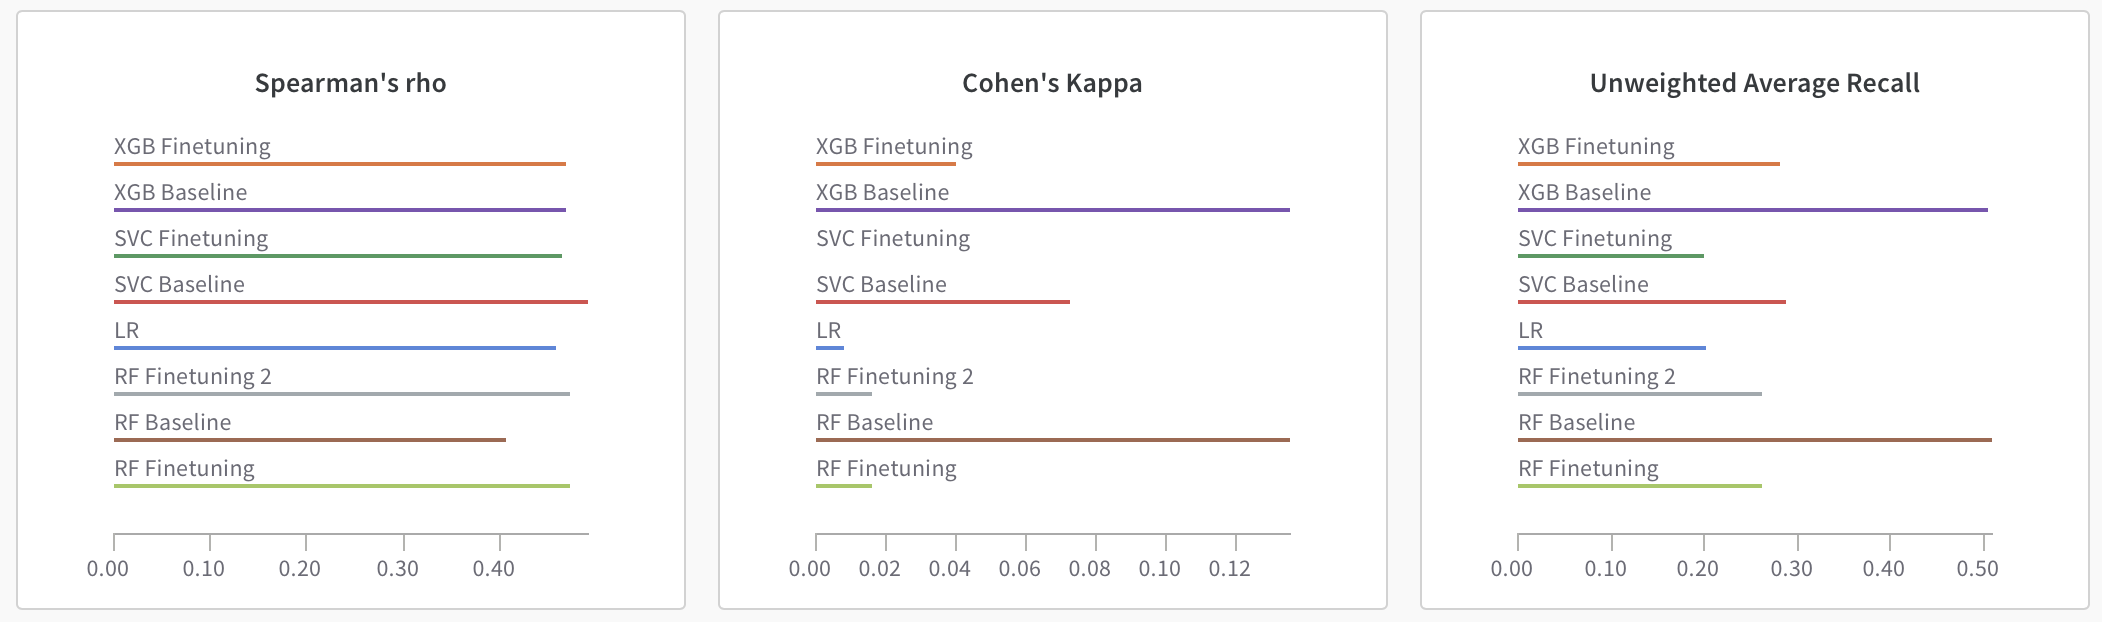 Spearman's rho
XGB Finetuning
XGB Baseline
SVC Finetuning
SVC Baseline
LR
RF Finetuning 2
RF Baseline
RF Finetuning
0.00 0.10 0.20 0.30 0.40
Cohen's Kappa
XGB Finetuning
XGB Baseline
SVC Finetuning
SVC Baseline
LR
RF Finetuning 2
RF Baseline
RF Finetuning
0.00 0.02 0.04 0.06 0.08 0.10 0.12
Unweighted Average Recall
XGB Finetuning
XGB Baseline
SVC Finetuning
SVC Baseline
LR
RF Finetuning 2
RF Baseline
RF Finetuning
0.00 0.10 0.20 0.30 0.40 0.50